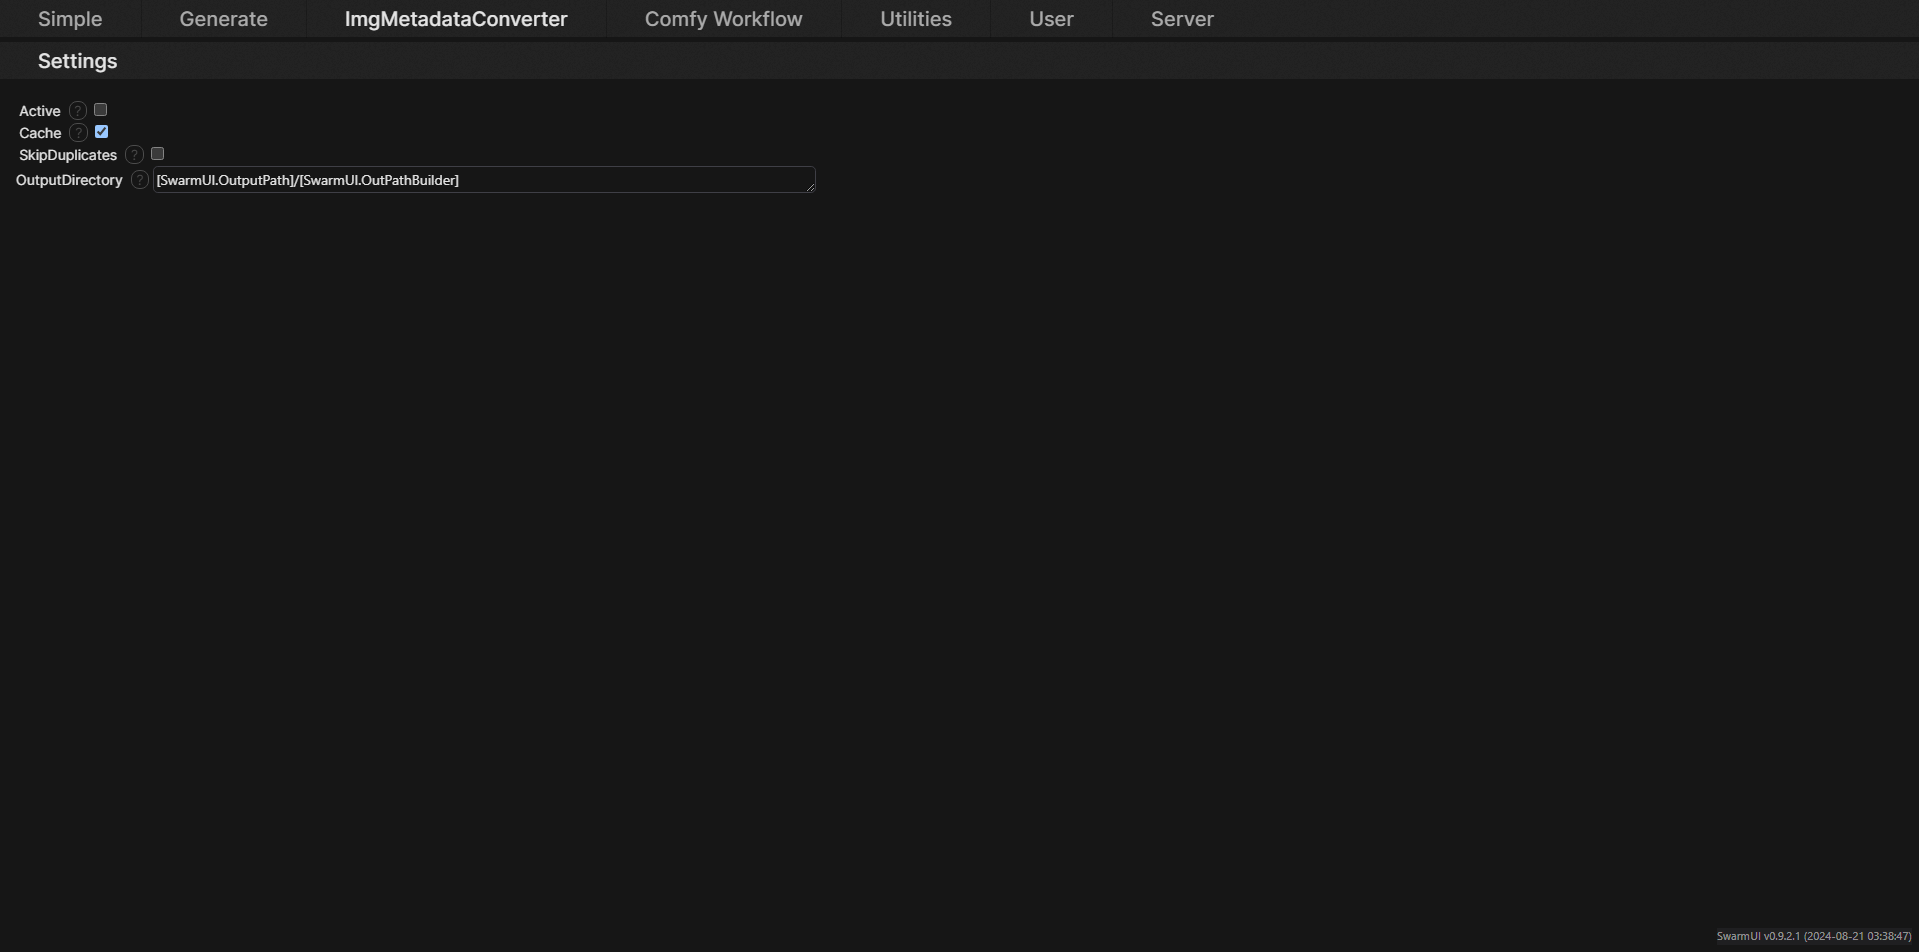 Simple Generate ImgMetadataConverter Comfy Workflow Utilities User Server
Settings
Active ?
Cache ?
SkipDuplicates ?
OutputDirectory ? [SwarmUI.OutputPath]/[SwarmUI.OutPathBuilder]
SwarmUI v0.9.2.1 (2024-08-21 03:38:47)